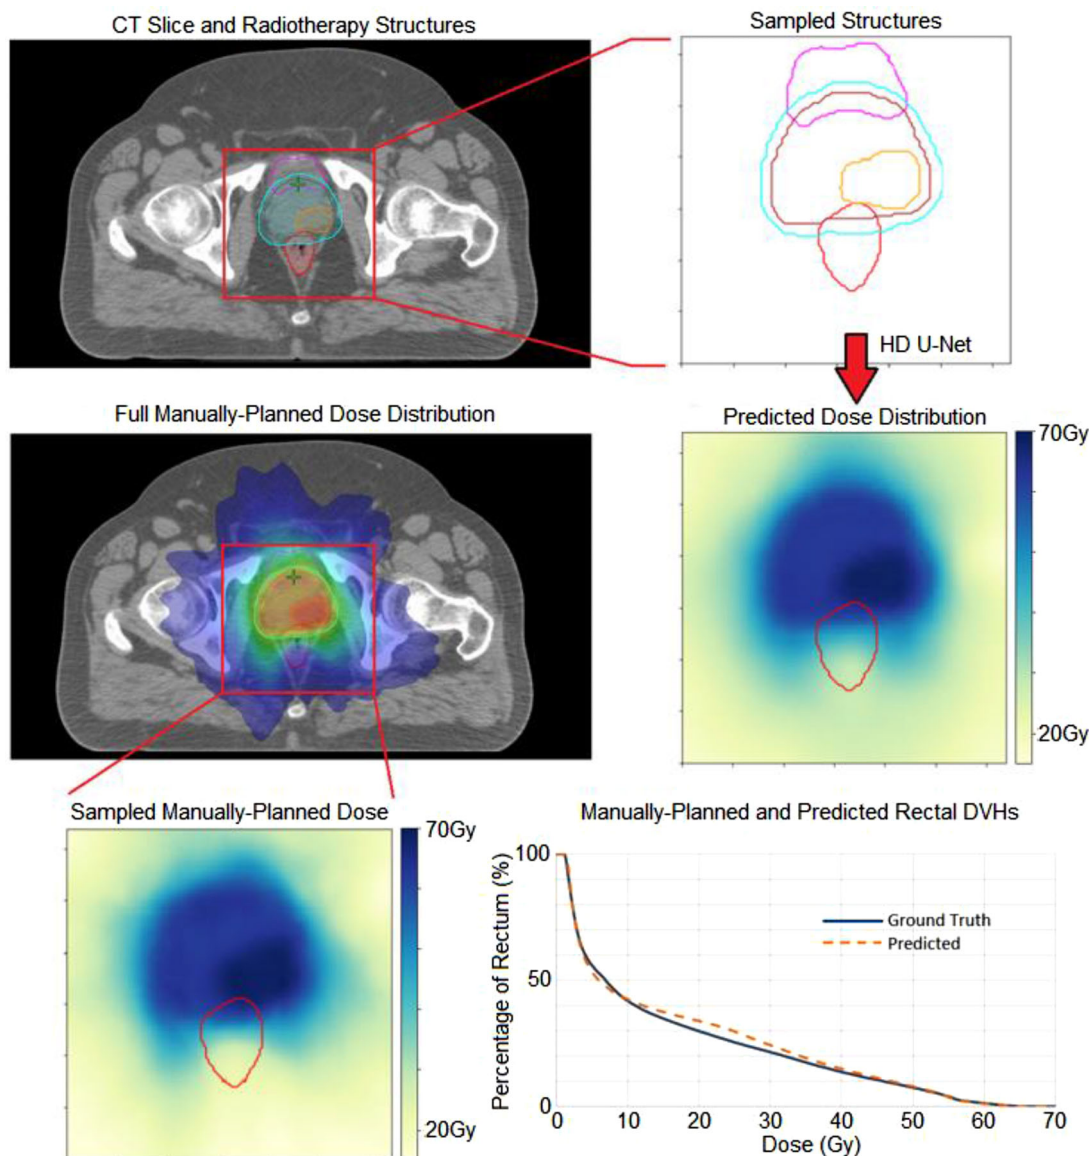 CT Slice and Radiotherapy Structures
Sampled Structures
HD U-Net
Full Manually-Planned Dose Distribution
Predicted Dose Distribution
70Gy
20Gy
Sampled Manually-Planned Dose
70Gy
20Gy
Manually-Planned and Predicted Rectal DVHs
Percentage of Rectum (%)
100
50
0
Ground Truth
Predicted
0 10 20 30 40 50 60 70
Dose (Gy)